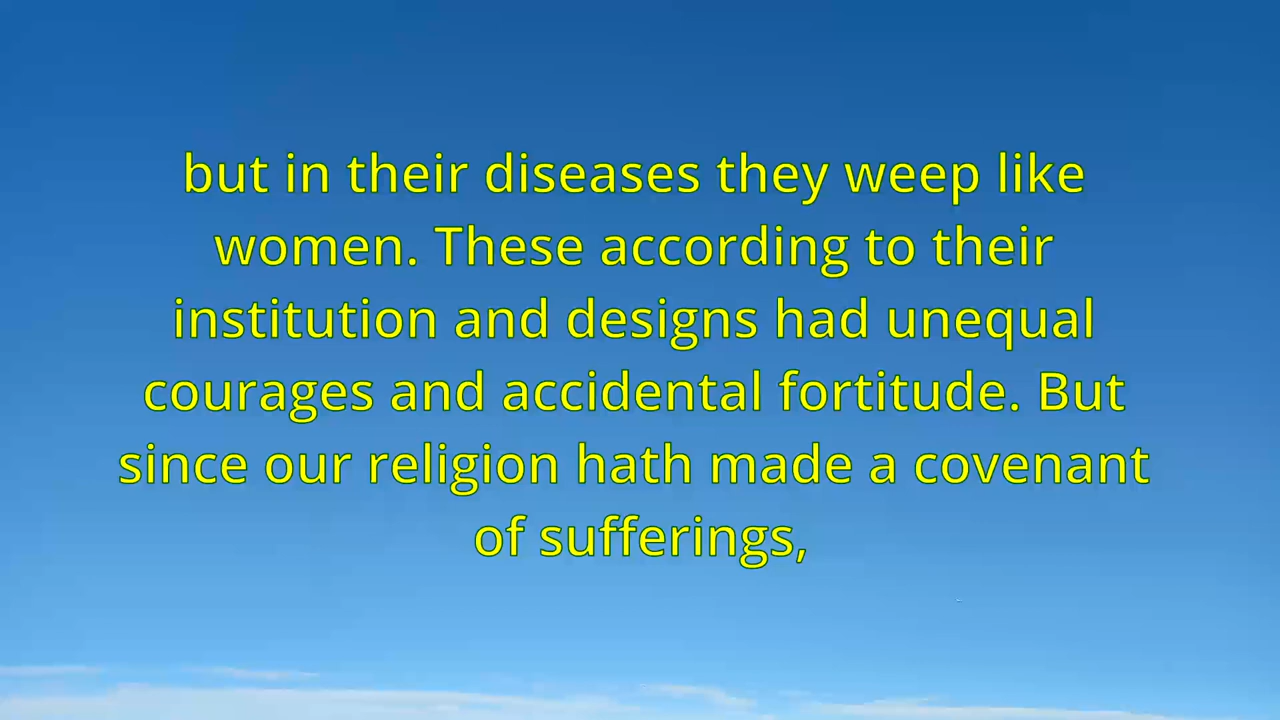 but in their diseases they weep like
women. These according to their
institution and designs had unequal
courages and accidental fortitude. But
since our religion hath made a covenant
of sufferings,